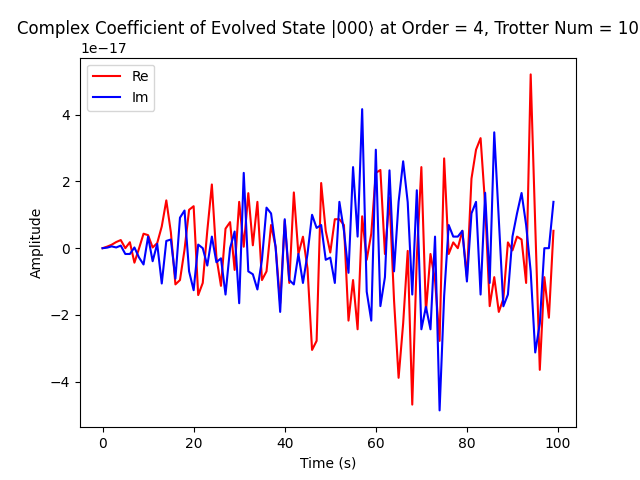 Complex Coefficient of Evolved State |000⟩ at Order = 4, Trotter Num = 10
1e−17
Re
Im
4
2
0
−2
−4
Amplitude
0 20 40 60 80 100
Time (s)